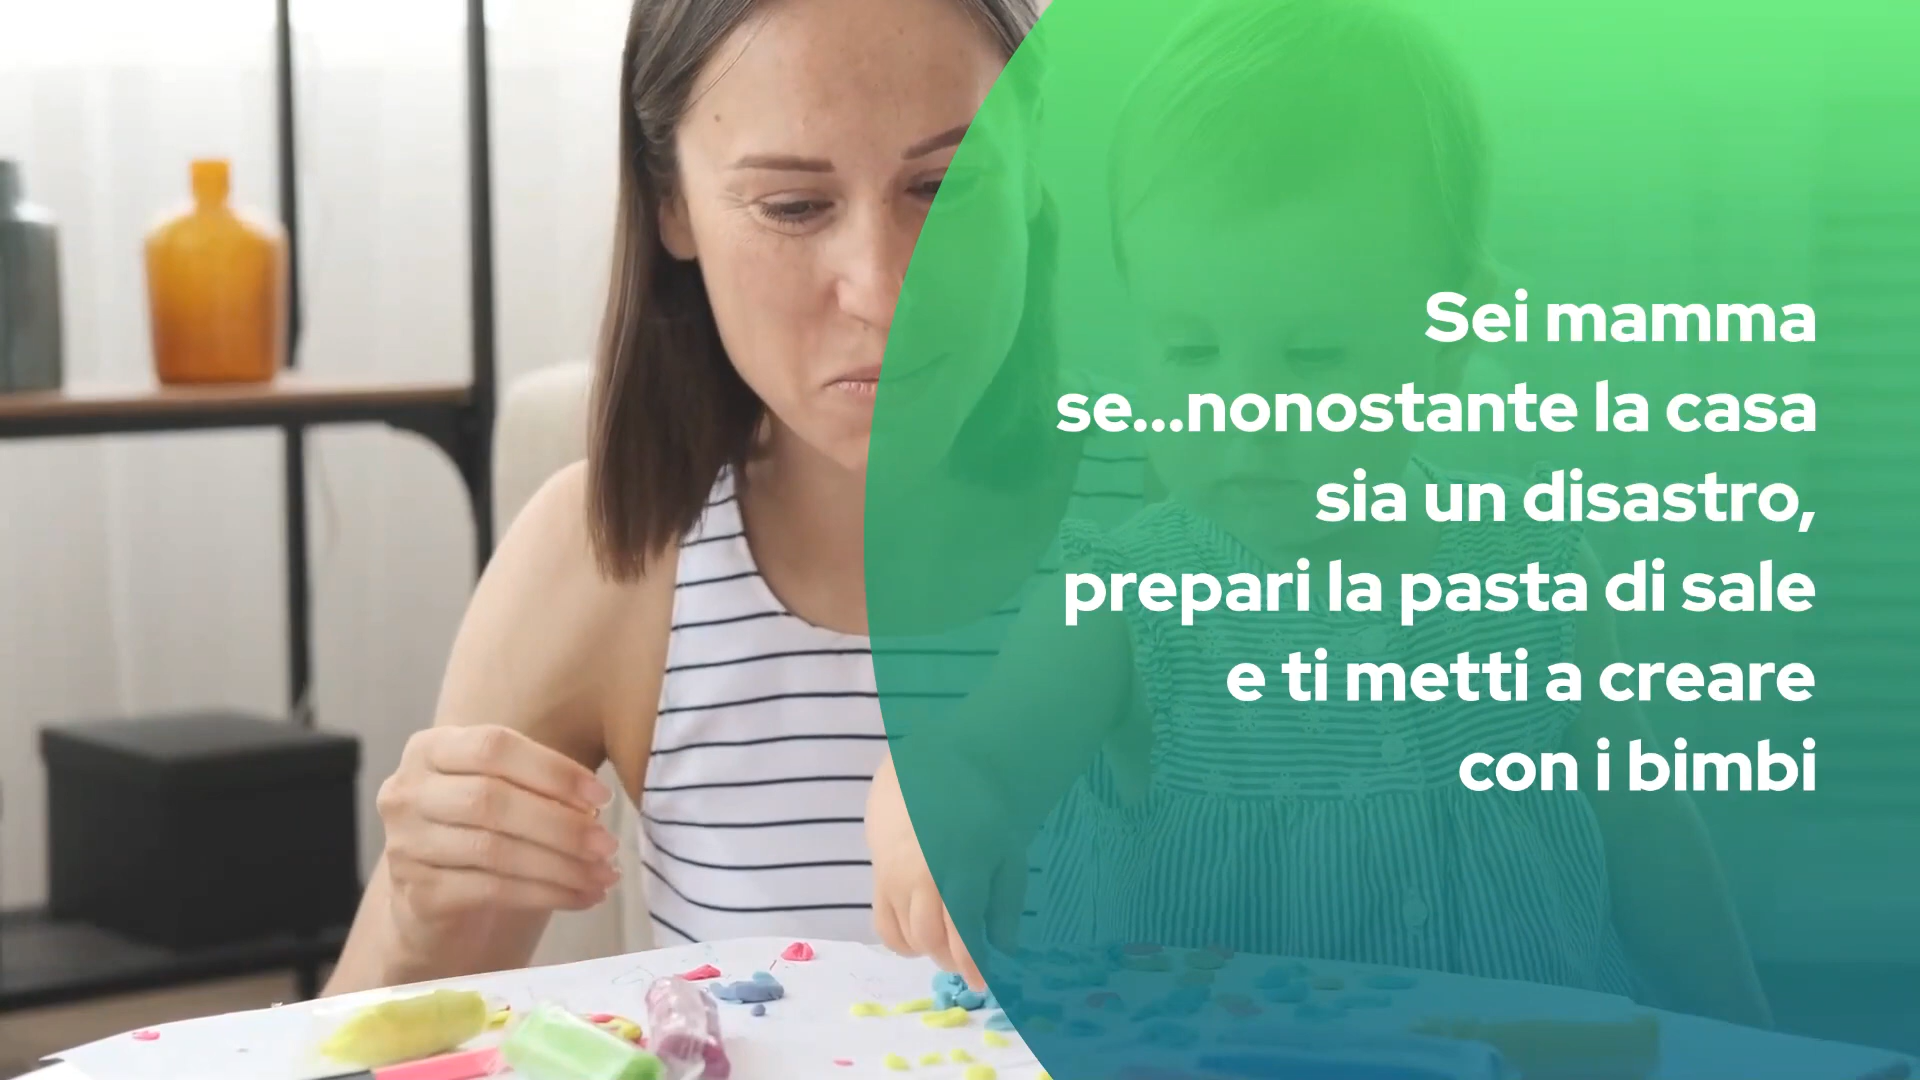 Sei mamma
se...nonostante la casa
sia un disastro,
prepari la pasta di sale
e ti metti a creare
con i bimbi